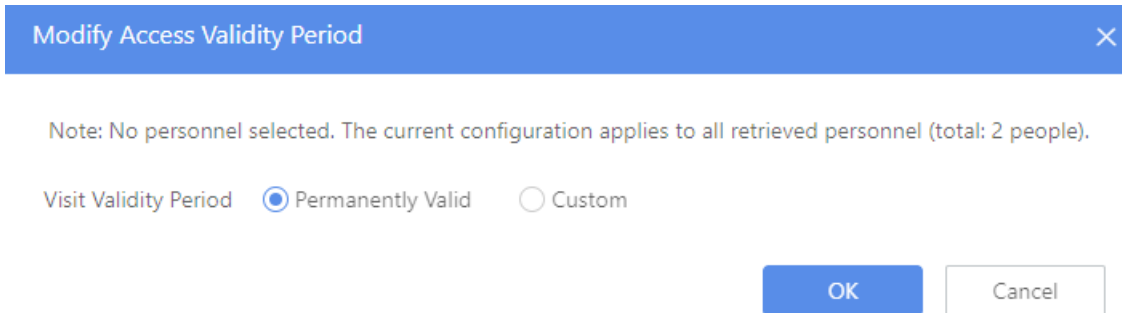 Modify Access Validity Period
Note: No personnel selected. The current configuration applies to all retrieved personnel (total: 2 people).
Visit Validity Period Permanently Valid Custom
OK Cancel